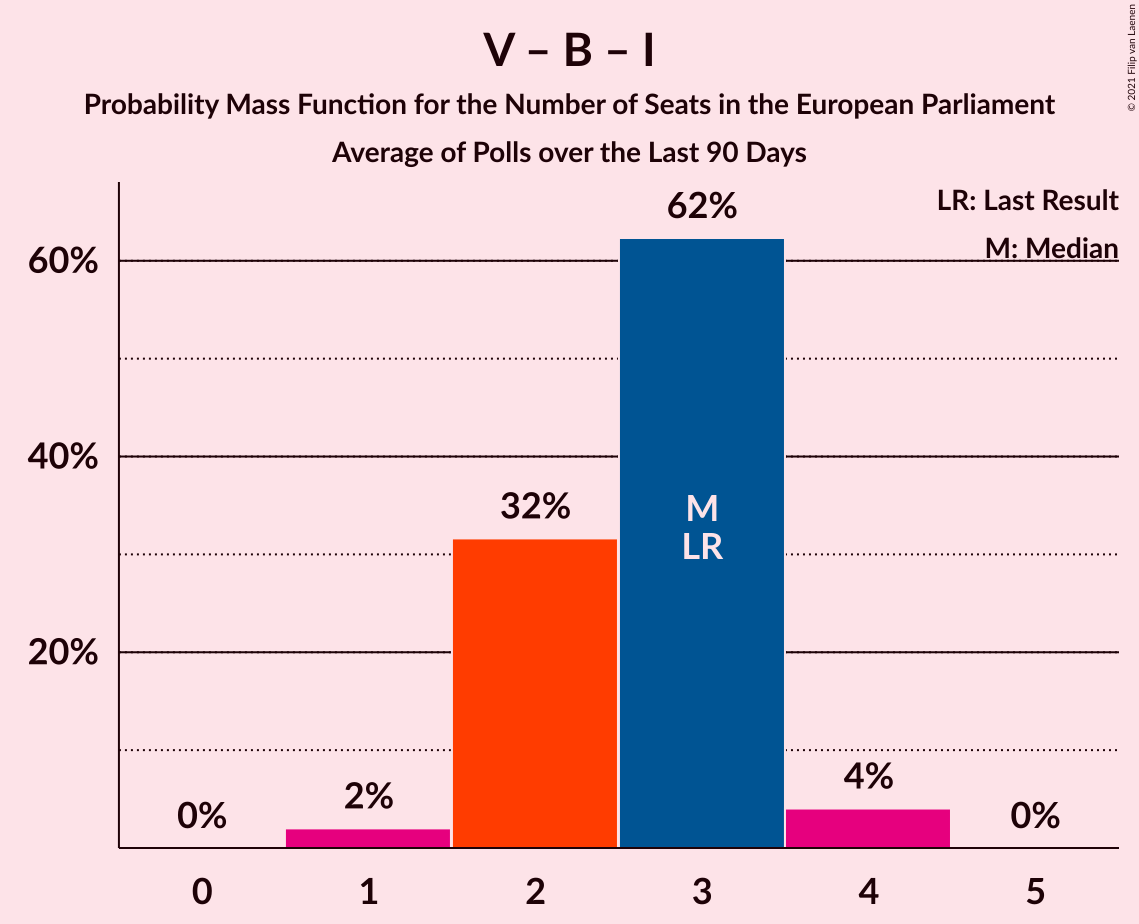 V – B – I
Probability Mass Function for the Number of Seats in the European Parliament
Average of Polls over the Last 90 Days
© 2021 Filip van Laenen
LR: Last Result
M: Median
60%
40%
20%
0%
2%
32%
62%
M
LR
4%
0%
0 1 2 3 4 5